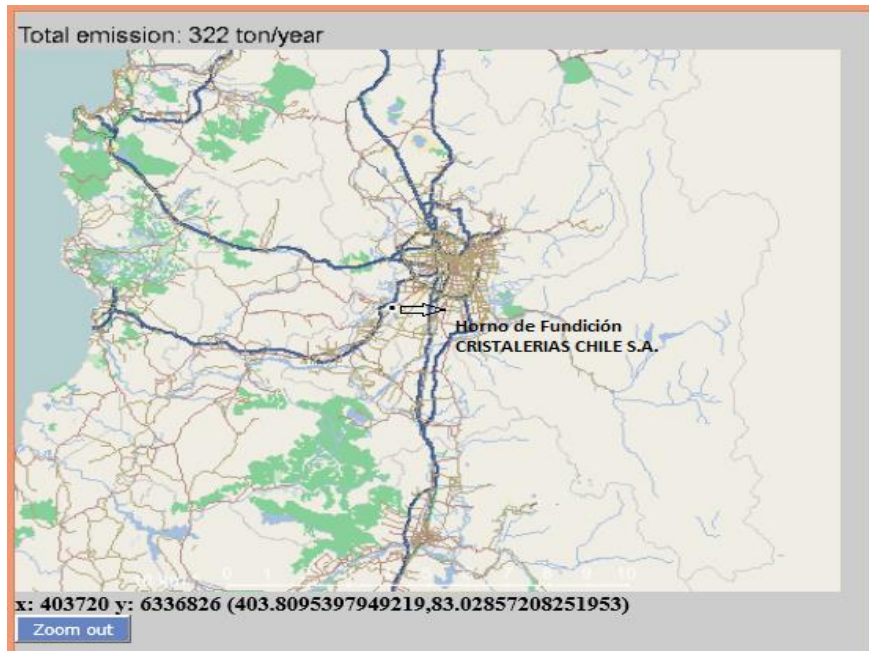 Total emission: 322 ton/year
Horno de Fundición
CRISTALERIAS CHILE S.A.
x: 403720 y: 6336826 (403.8095397949219,83.02857208251953)
Zoom out